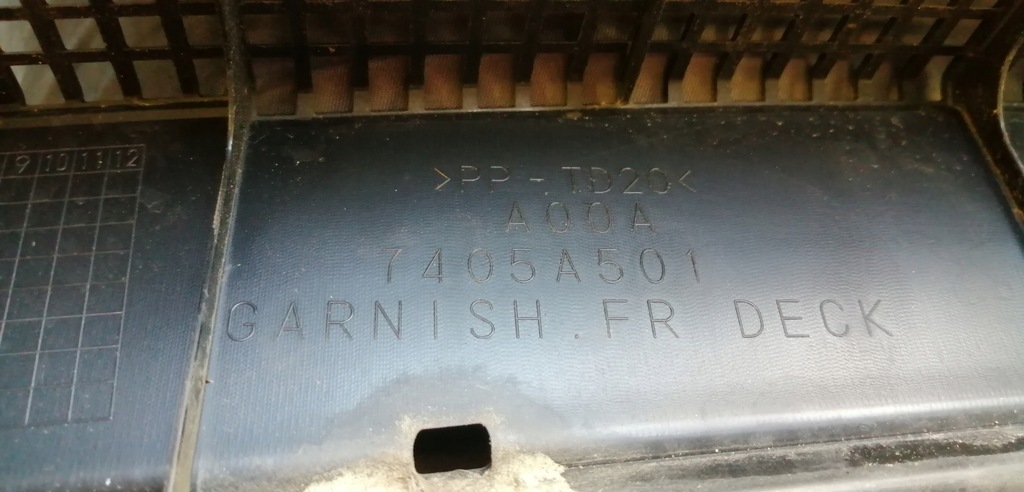 9 10 11 12
>PP-TD20<
A00A
7405A501
GARNISH.FR DECK